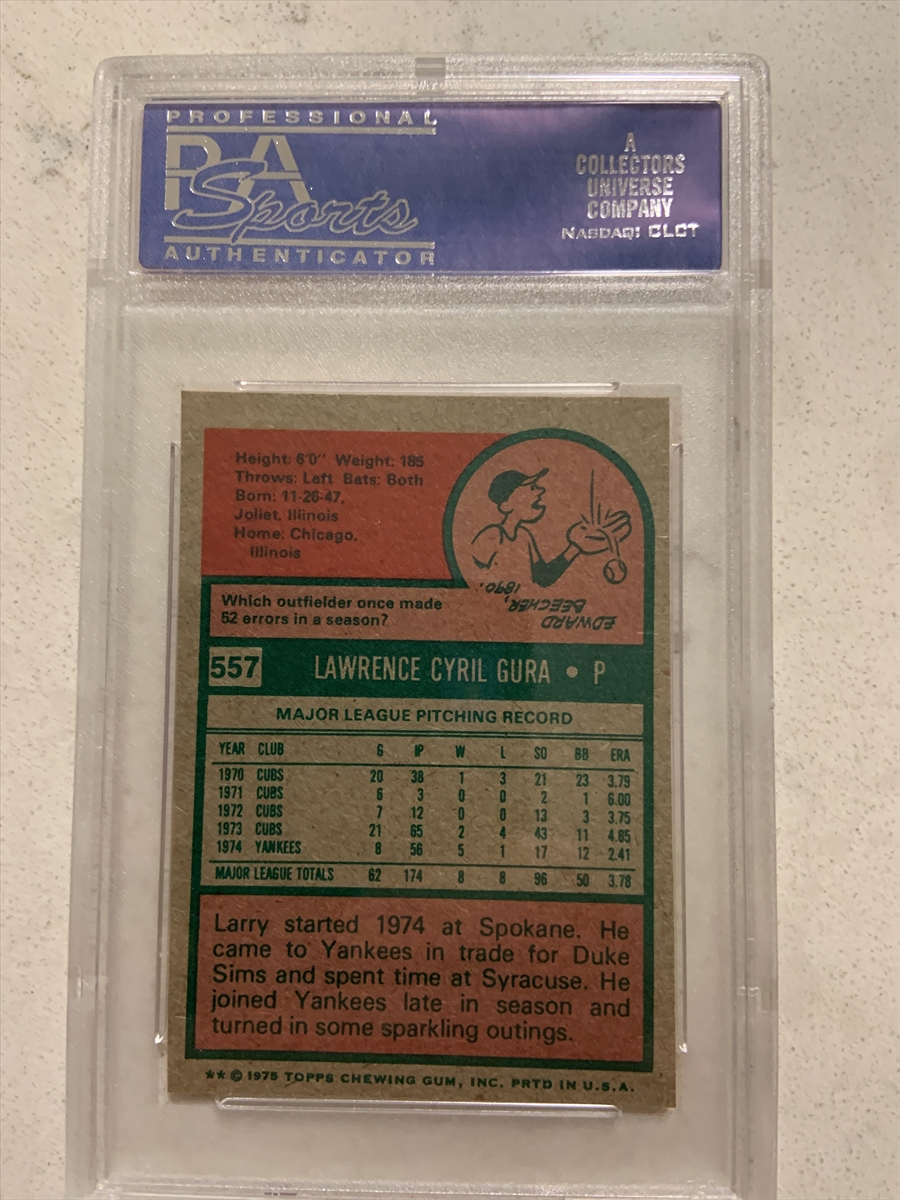 PROFESSIONAL
PSA
Sports
AUTHENTICATOR
A
COLLECTORS
UNIVERSE
COMPANY
NASDAQ: CLCT
Height: 6'0" Weight: 185
Throws: Left Bats: Both
Born: 11-26-47,
Joliet, Illinois
Home: Chicago,
Illinois
Which outfielder once made
52 errors in a season?
EDWARD
BEECHER,
1890.
557 LAWRENCE CYRIL GURA • P
MAJOR LEAGUE PITCHING RECORD
YEAR CLUB G IP W L SO BB ERA
1970 CUBS 20 38 1 3 21 23 3.79
1971 CUBS 6 3 0 0 2 1 6.00
1972 CUBS 7 12 0 0 13 3 3.75
1973 CUBS 21 65 2 4 43 11 4.85
1974 YANKEES 8 56 5 1 17 12 2.41
MAJOR LEAGUE TOTALS 62 174 8 8 96 50 3.78
Larry started 1974 at Spokane. He
came to Yankees in trade for Duke
Sims and spent time at Syracuse. He
joined Yankees late in season and
turned in some sparkling outings.
** © 1975 TOPPS CHEWING GUM, INC. PRTD IN U.S.A.